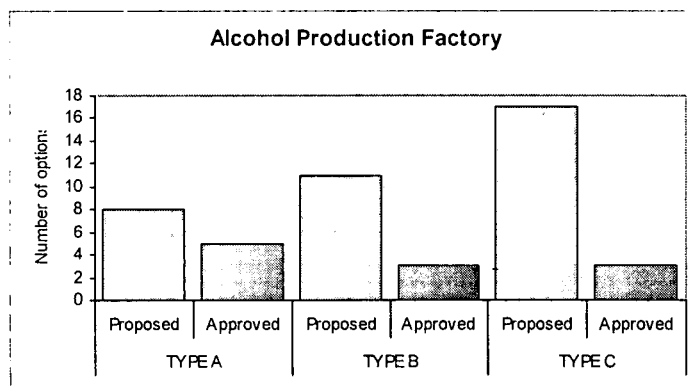 Alcohol Production Factory
Number of options
18
16
14
12
10
8
6
4
2
0
Proposed Approved Proposed Approved Proposed Approved
TYPE A TYPE B TYPE C